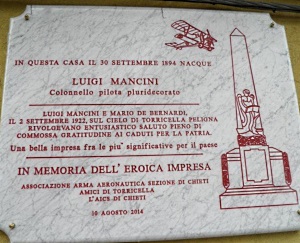 IN QUESTA CASA IL 30 SETTEMBRE 1894 NACQUE
LUIGI MANCINI
Colonnello pilota pluridecorato
LUIGI MANCINI E MARIO DE BERNARDI,
IL 2 SETTEMBRE 1922, SUL CIELO DI TORRICELLA PELIGNA
RIVOLGEVANO ENTUSIASTICO SALUTO PIENO DI
COMMOSSA GRATITUDINE AI CADUTI PER LA PATRIA.
Una bella impresa fra le piu' significative per il paese
IN MEMORIA DELL' EROICA IMPRESA
ASSOCIAZIONE ARMA AERONAUTICA SEZIONE DI CHIETI
AMICI DI TORRICELLA
L'AICS DI CHIETI
10 AGOSTO 2014